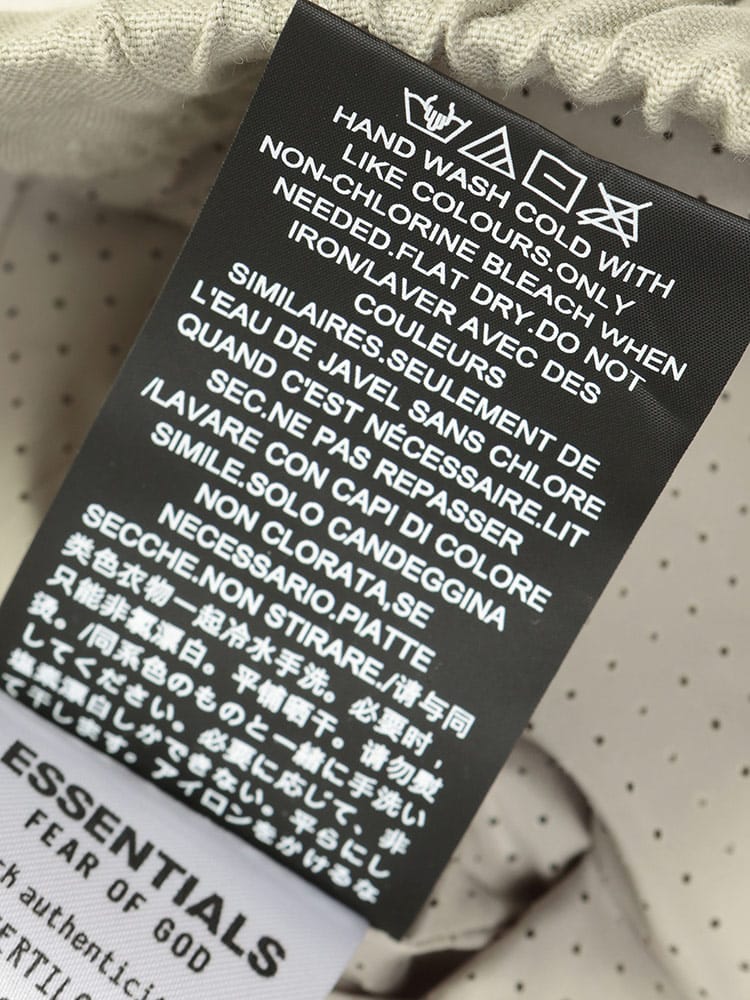 HAND WASH COLD WITH
LIKE COLOURS.ONLY
NON-CHLORINE BLEACH WHEN
NEEDED.FLAT DRY.DO NOT
IRON/LAVER AVEC DES
COULEURS
SIMILAIRES.SEULEMENT DE
L'EAU DE JAVEL SANS CHLORE
QUAND C'EST NÉCESSAIRE.LIT
SEC.NE PAS REPASSER
/LAVARE CON CAPI DI COLORE
SIMILE.SOLO CANDEGGINA
NON CLORATA,SE
NECESSARIO.PIATTE
SECCHE.NON STIRARE./请与同
类色衣物一起冷水手洗。必要时，
只能非氯漂白。平铺晒干。请勿熨
烫。/同系色のものと一緒に手洗い
してください。必要に応じて、非
塩素漂白しかできない。平らにし
て干します。アイロンをかけるな
ESSENTIALS
FEAR OF GOD
authentici